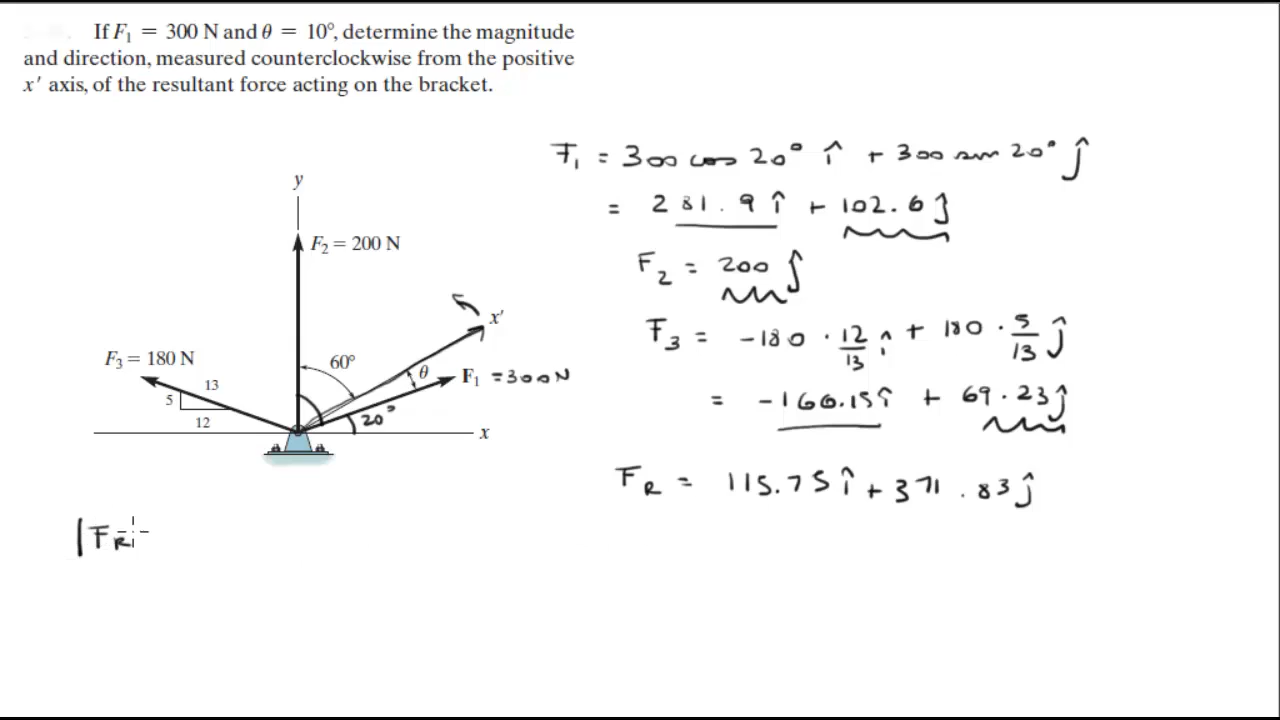 If F₁ = 300 N and θ = 10°, determine the magnitude
and direction, measured counterclockwise from the positive
x′ axis, of the resultant force acting on the bracket.
F₁ = 300 cos 20° î + 300 sin 20° ĵ
= 281.9 î + 102.6 j
F₂ = 200 ĵ
F₃ = -180 · 12/13 î + 180 · 5/13 ĵ
= -166.15 î + 69.23 ĵ
F_R = 115.75 î + 371.83 ĵ
y
F₂ = 200 N
x′
F₃ = 180 N
60°
θ
F₁ = 300 N
13
5
12
20°
x
|F_R